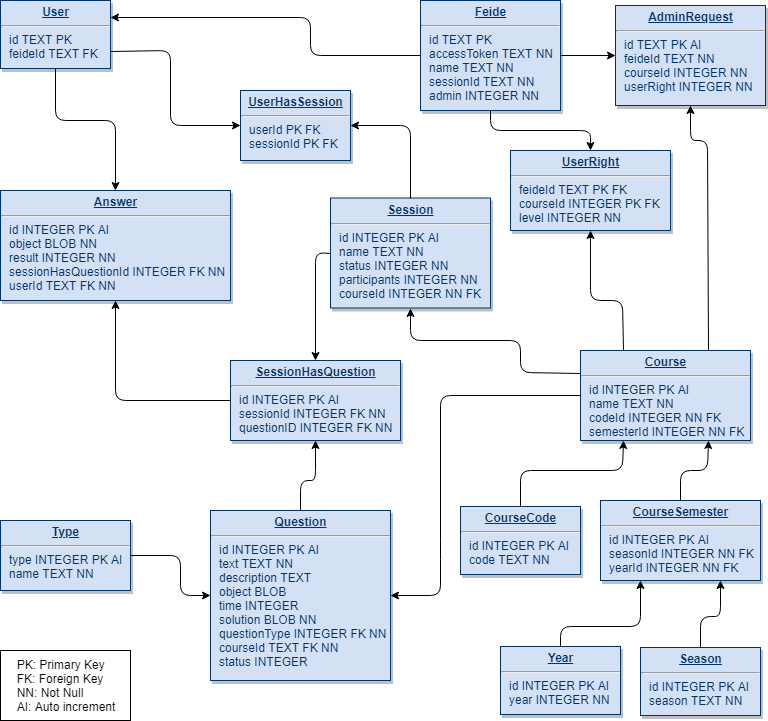 User
id TEXT PK
feideId TEXT FK
Feide
id TEXT PK
accessToken TEXT NN
name TEXT NN
sessionId TEXT NN
admin INTEGER NN
AdminRequest
id TEXT PK AI
feideId TEXT NN
courseId INTEGER NN
userRight INTEGER NN
UserHasSession
userId PK FK
sessionId PK FK
UserRight
feideId TEXT PK FK
courseId INTEGER PK FK
level INTEGER NN
Answer
id INTEGER PK AI
object BLOB NN
result INTEGER NN
sessionHasQuestionId INTEGER FK NN
userId TEXT FK NN
Session
id INTEGER PK AI
name TEXT NN
status INTEGER NN
participants INTEGER NN
courseId INTEGER NN FK
SessionHasQuestion
id INTEGER PK AI
sessionId INTEGER FK NN
questionID INTEGER FK NN
Course
id INTEGER PK AI
name TEXT NN
codeId INTEGER NN FK
semesterId INTEGER NN FK
Type
type INTEGER PK AI
name TEXT NN
Question
id INTEGER PK AI
text TEXT NN
description TEXT
object BLOB
time INTEGER
solution BLOB NN
questionType INTEGER FK NN
courseId TEXT FK NN
status INTEGER
CourseCode
id INTEGER PK AI
code TEXT NN
CourseSemester
id INTEGER PK AI
seasonId INTEGER NN FK
yearId INTEGER NN FK
Year
id INTEGER PK AI
year INTEGER NN
Season
id INTEGER PK AI
season TEXT NN
PK: Primary Key
FK: Foreign Key
NN: Not Null
AI: Auto increment